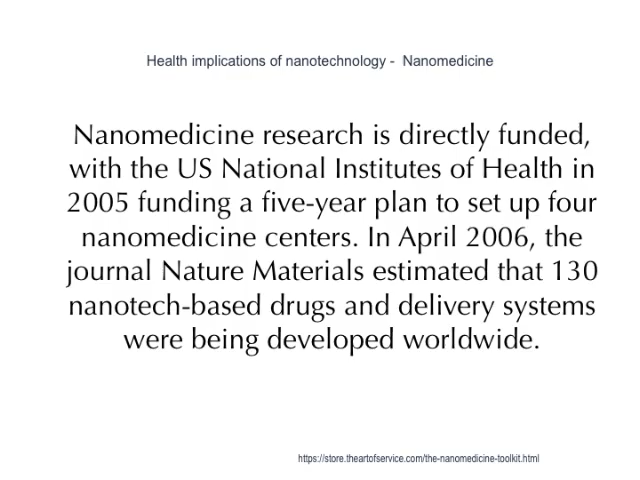 Health implications of nanotechnology -  Nanomedicine
Nanomedicine research is directly funded,
with the US National Institutes of Health in
2005 funding a five-year plan to set up four
nanomedicine centers. In April 2006, the
journal Nature Materials estimated that 130
nanotech-based drugs and delivery systems
were being developed worldwide.
https://store.theartofservice.com/the-nanomedicine-toolkit.html